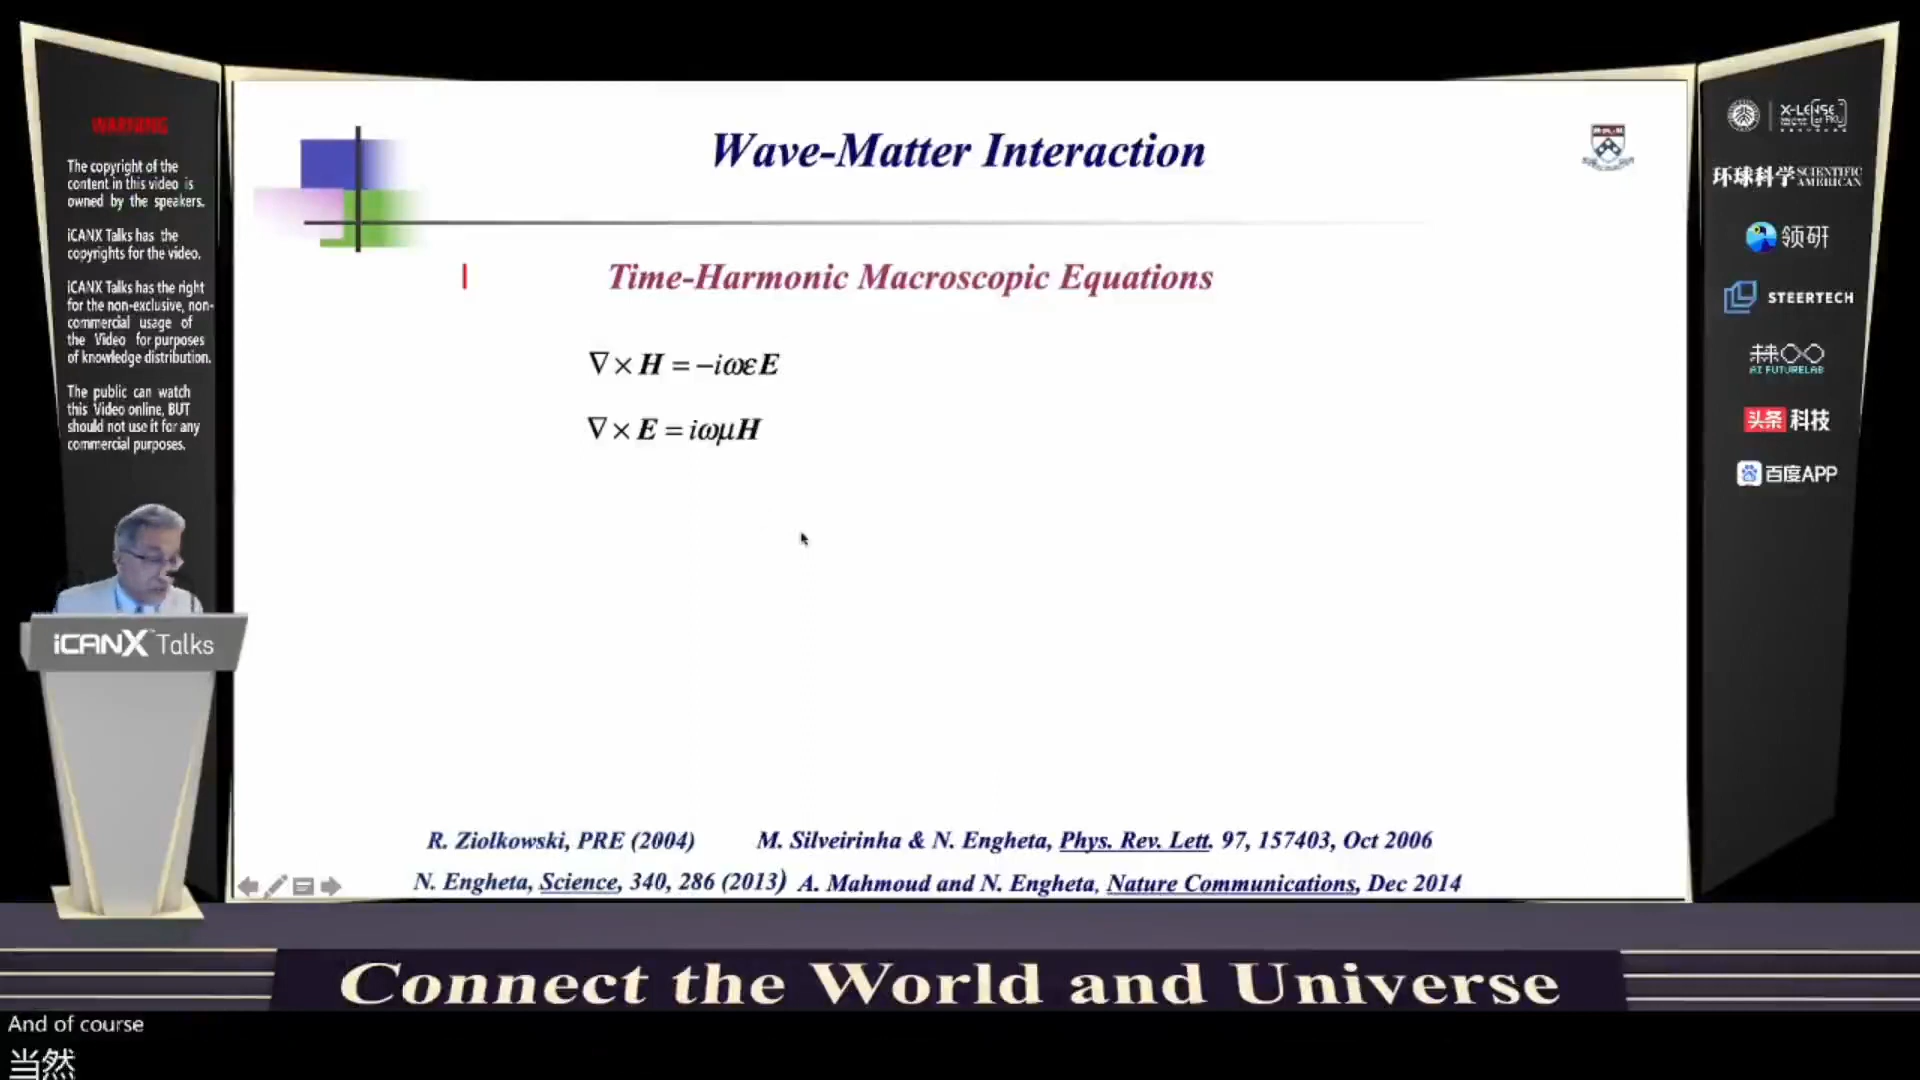 WARNING
The copyright of the
content in this video is
owned by the speakers.
iCANX Talks has the
copyrights for the video.
iCANX Talks has the right
for the non-exclusive, non-
commercial usage of
the Video for purposes
of knowledge distribution.
The public can watch
this Video online, BUT
should not use it for any
commercial purposes.
iCANX Talks
Wave-Matter Interaction
Time-Harmonic Macroscopic Equations
∇ × H = −iωεE
∇ × E = iωμH
R. Ziolkowski, PRE (2004) M. Silveirinha & N. Engheta, Phys. Rev. Lett. 97, 157403, Oct 2006
N. Engheta, Science, 340, 286 (2013) A. Mahmoud and N. Engheta, Nature Communications, Dec 2014
X-LENSE
环球科学 SCIENTIFIC AMERICAN
领研
STEERTECH
AI FUTURELAB
头条 科技
百度APP
Connect the World and Universe
And of course
当然